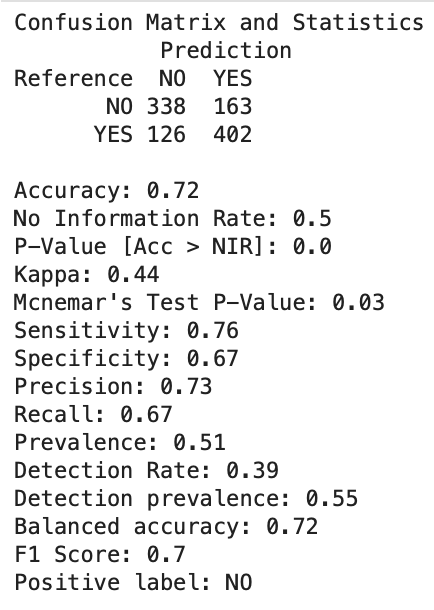 Confusion Matrix and Statistics
Prediction
Reference NO YES
NO 338 163
YES 126 402
Accuracy: 0.72
No Information Rate: 0.5
P-Value [Acc > NIR]: 0.0
Kappa: 0.44
Mcnemar's Test P-Value: 0.03
Sensitivity: 0.76
Specificity: 0.67
Precision: 0.73
Recall: 0.67
Prevalence: 0.51
Detection Rate: 0.39
Detection prevalence: 0.55
Balanced accuracy: 0.72
F1 Score: 0.7
Positive label: NO